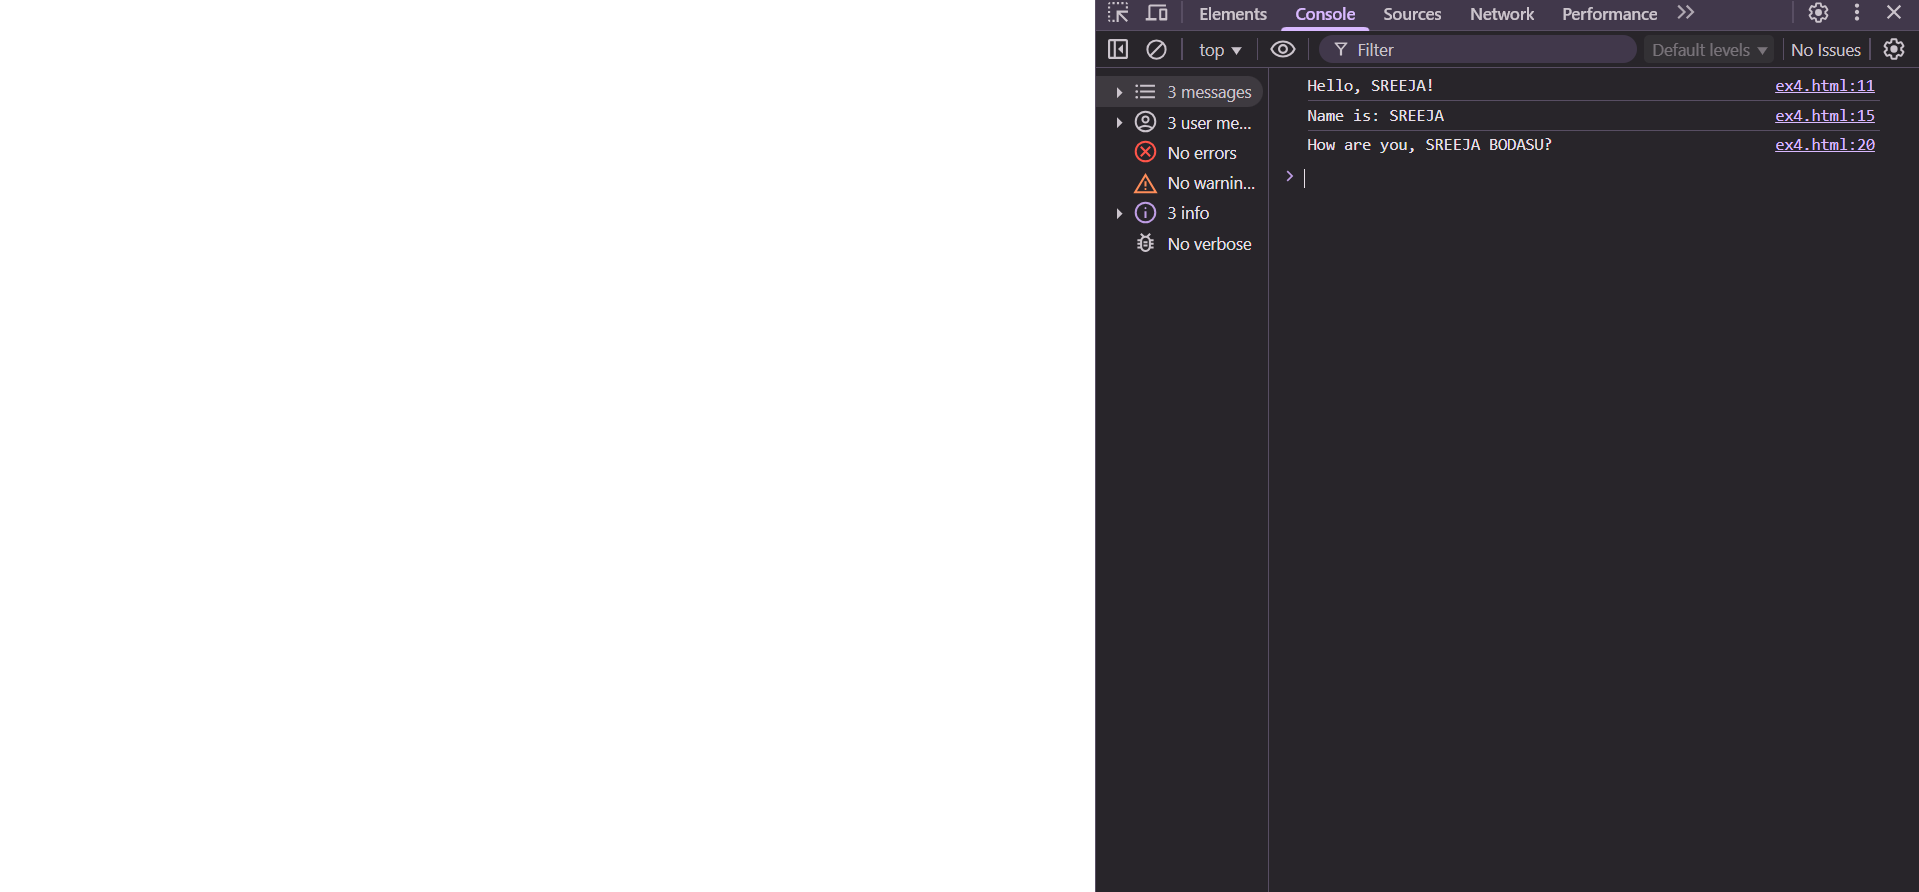 Elements Console Sources Network Performance
top Filter Default levels No Issues
3 messages
3 user me...
No errors
No warnin...
3 info
No verbose
Hello, SREEJA! ex4.html:11
Name is: SREEJA ex4.html:15
How are you, SREEJA BODASU? ex4.html:20